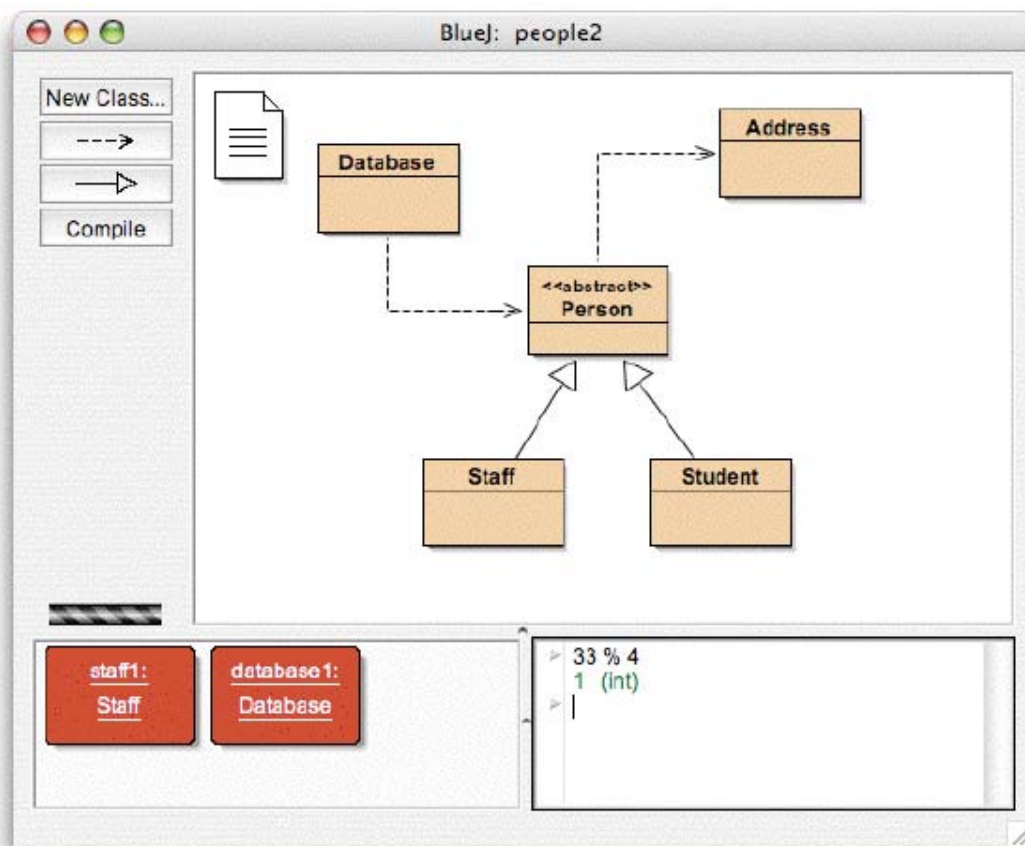 BlueJ: people2
New Class...
Compile
Database
Address
<<abstract>>
Person
Staff
Student
staff1:
Staff
database1:
Database
33 % 4
1 (int)